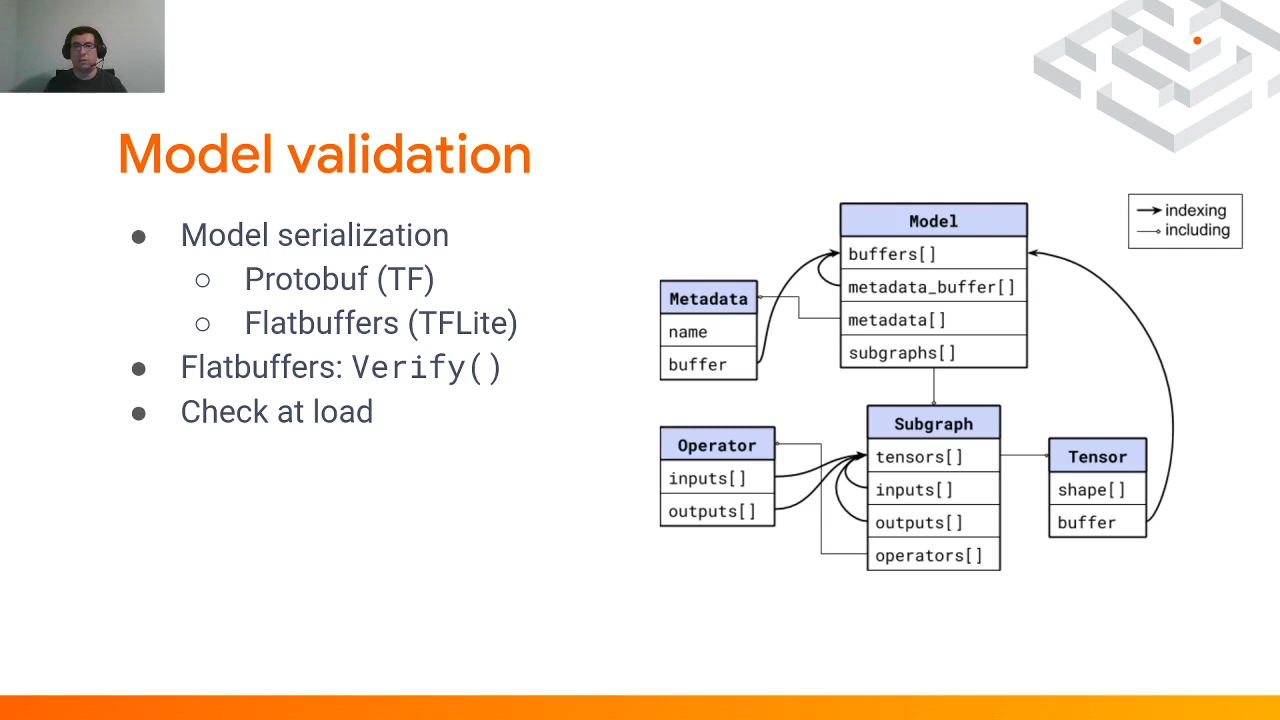 Model validation
● Model serialization
○ Protobuf (TF)
○ Flatbuffers (TFLite)
● Flatbuffers: Verify()
● Check at load
indexing
including
Model
buffers[]
metadata_buffer[]
metadata[]
subgraphs[]
Metadata
name
buffer
Operator
inputs[]
outputs[]
Subgraph
tensors[]
inputs[]
outputs[]
operators[]
Tensor
shape[]
buffer